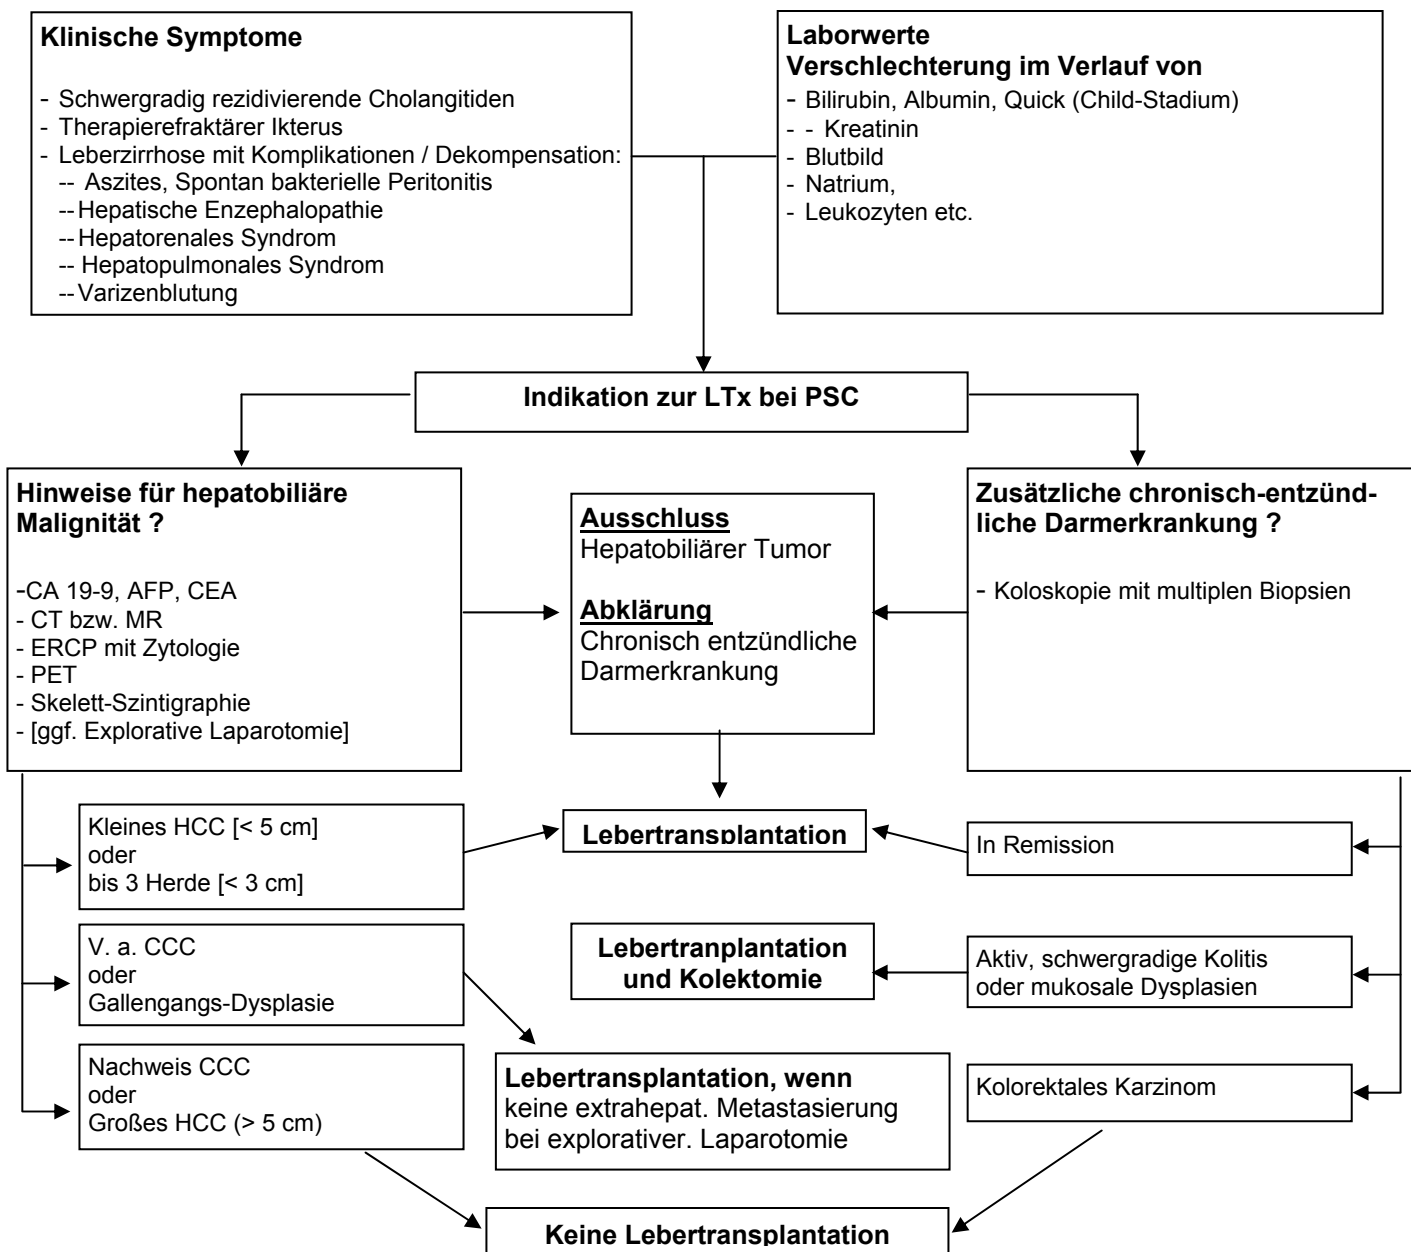 Klinische Symptome
- Schwergradig rezidivierende Cholangitiden
- Therapierefraktärer Ikterus
- Leberzirrhose mit Komplikationen / Dekompensation:
-- Aszites, Spontan bakterielle Peritonitis
-- Hepatische Enzephalopathie
-- Hepatorenales Syndrom
-- Hepatopulmonales Syndrom
-- Varizenblutung
Laborwerte
Verschlechterung im Verlauf von
- Bilirubin, Albumin, Quick (Child-Stadium)
- - Kreatinin
- Blutbild
- Natrium,
- Leukozyten etc.
Indikation zur LTx bei PSC
Hinweise für hepatobiliäre
Malignität ?
-CA 19-9, AFP, CEA
- CT bzw. MR
- ERCP mit Zytologie
- PET
- Skelett-Szintigraphie
- [ggf. Explorative Laparotomie]
Ausschluss
Hepatobiliärer Tumor
Abklärung
Chronisch entzündliche
Darmerkrankung
Zusätzliche chronisch-entzünd-
liche Darmerkrankung ?
- Koloskopie mit multiplen Biopsien
Kleines HCC [< 5 cm]
oder
bis 3 Herde [< 3 cm]
Lebertransplantation
In Remission
V. a. CCC
oder
Gallengangs-Dysplasie
Lebertranplantation
und Kolektomie
Aktiv, schwergradige Kolitis
oder mukosale Dysplasien
Nachweis CCC
oder
Großes HCC (> 5 cm)
Lebertransplantation, wenn
keine extrahepat. Metastasierung
bei explorativer. Laparotomie
Kolorektales Karzinom
Keine Lebertransplantation